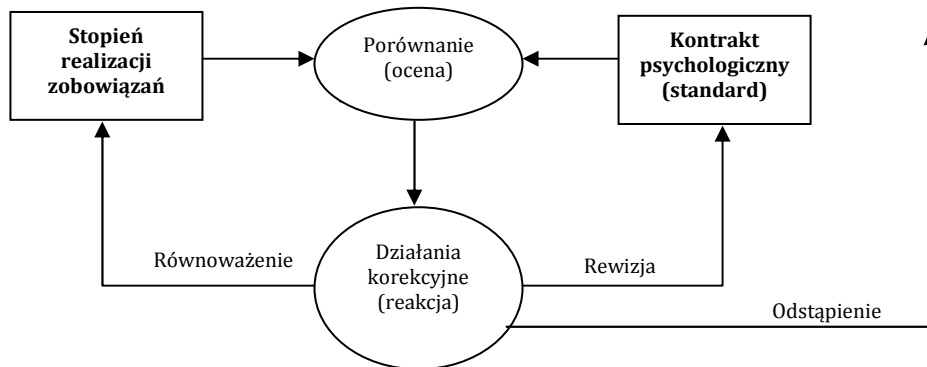 Stopień
realizacji
zobowiązań
Porównanie
(ocena)
Kontrakt
psychologiczny
(standard)
Równoważenie
Działania
korekcyjne
(reakcja)
Rewizja
Odstąpienie